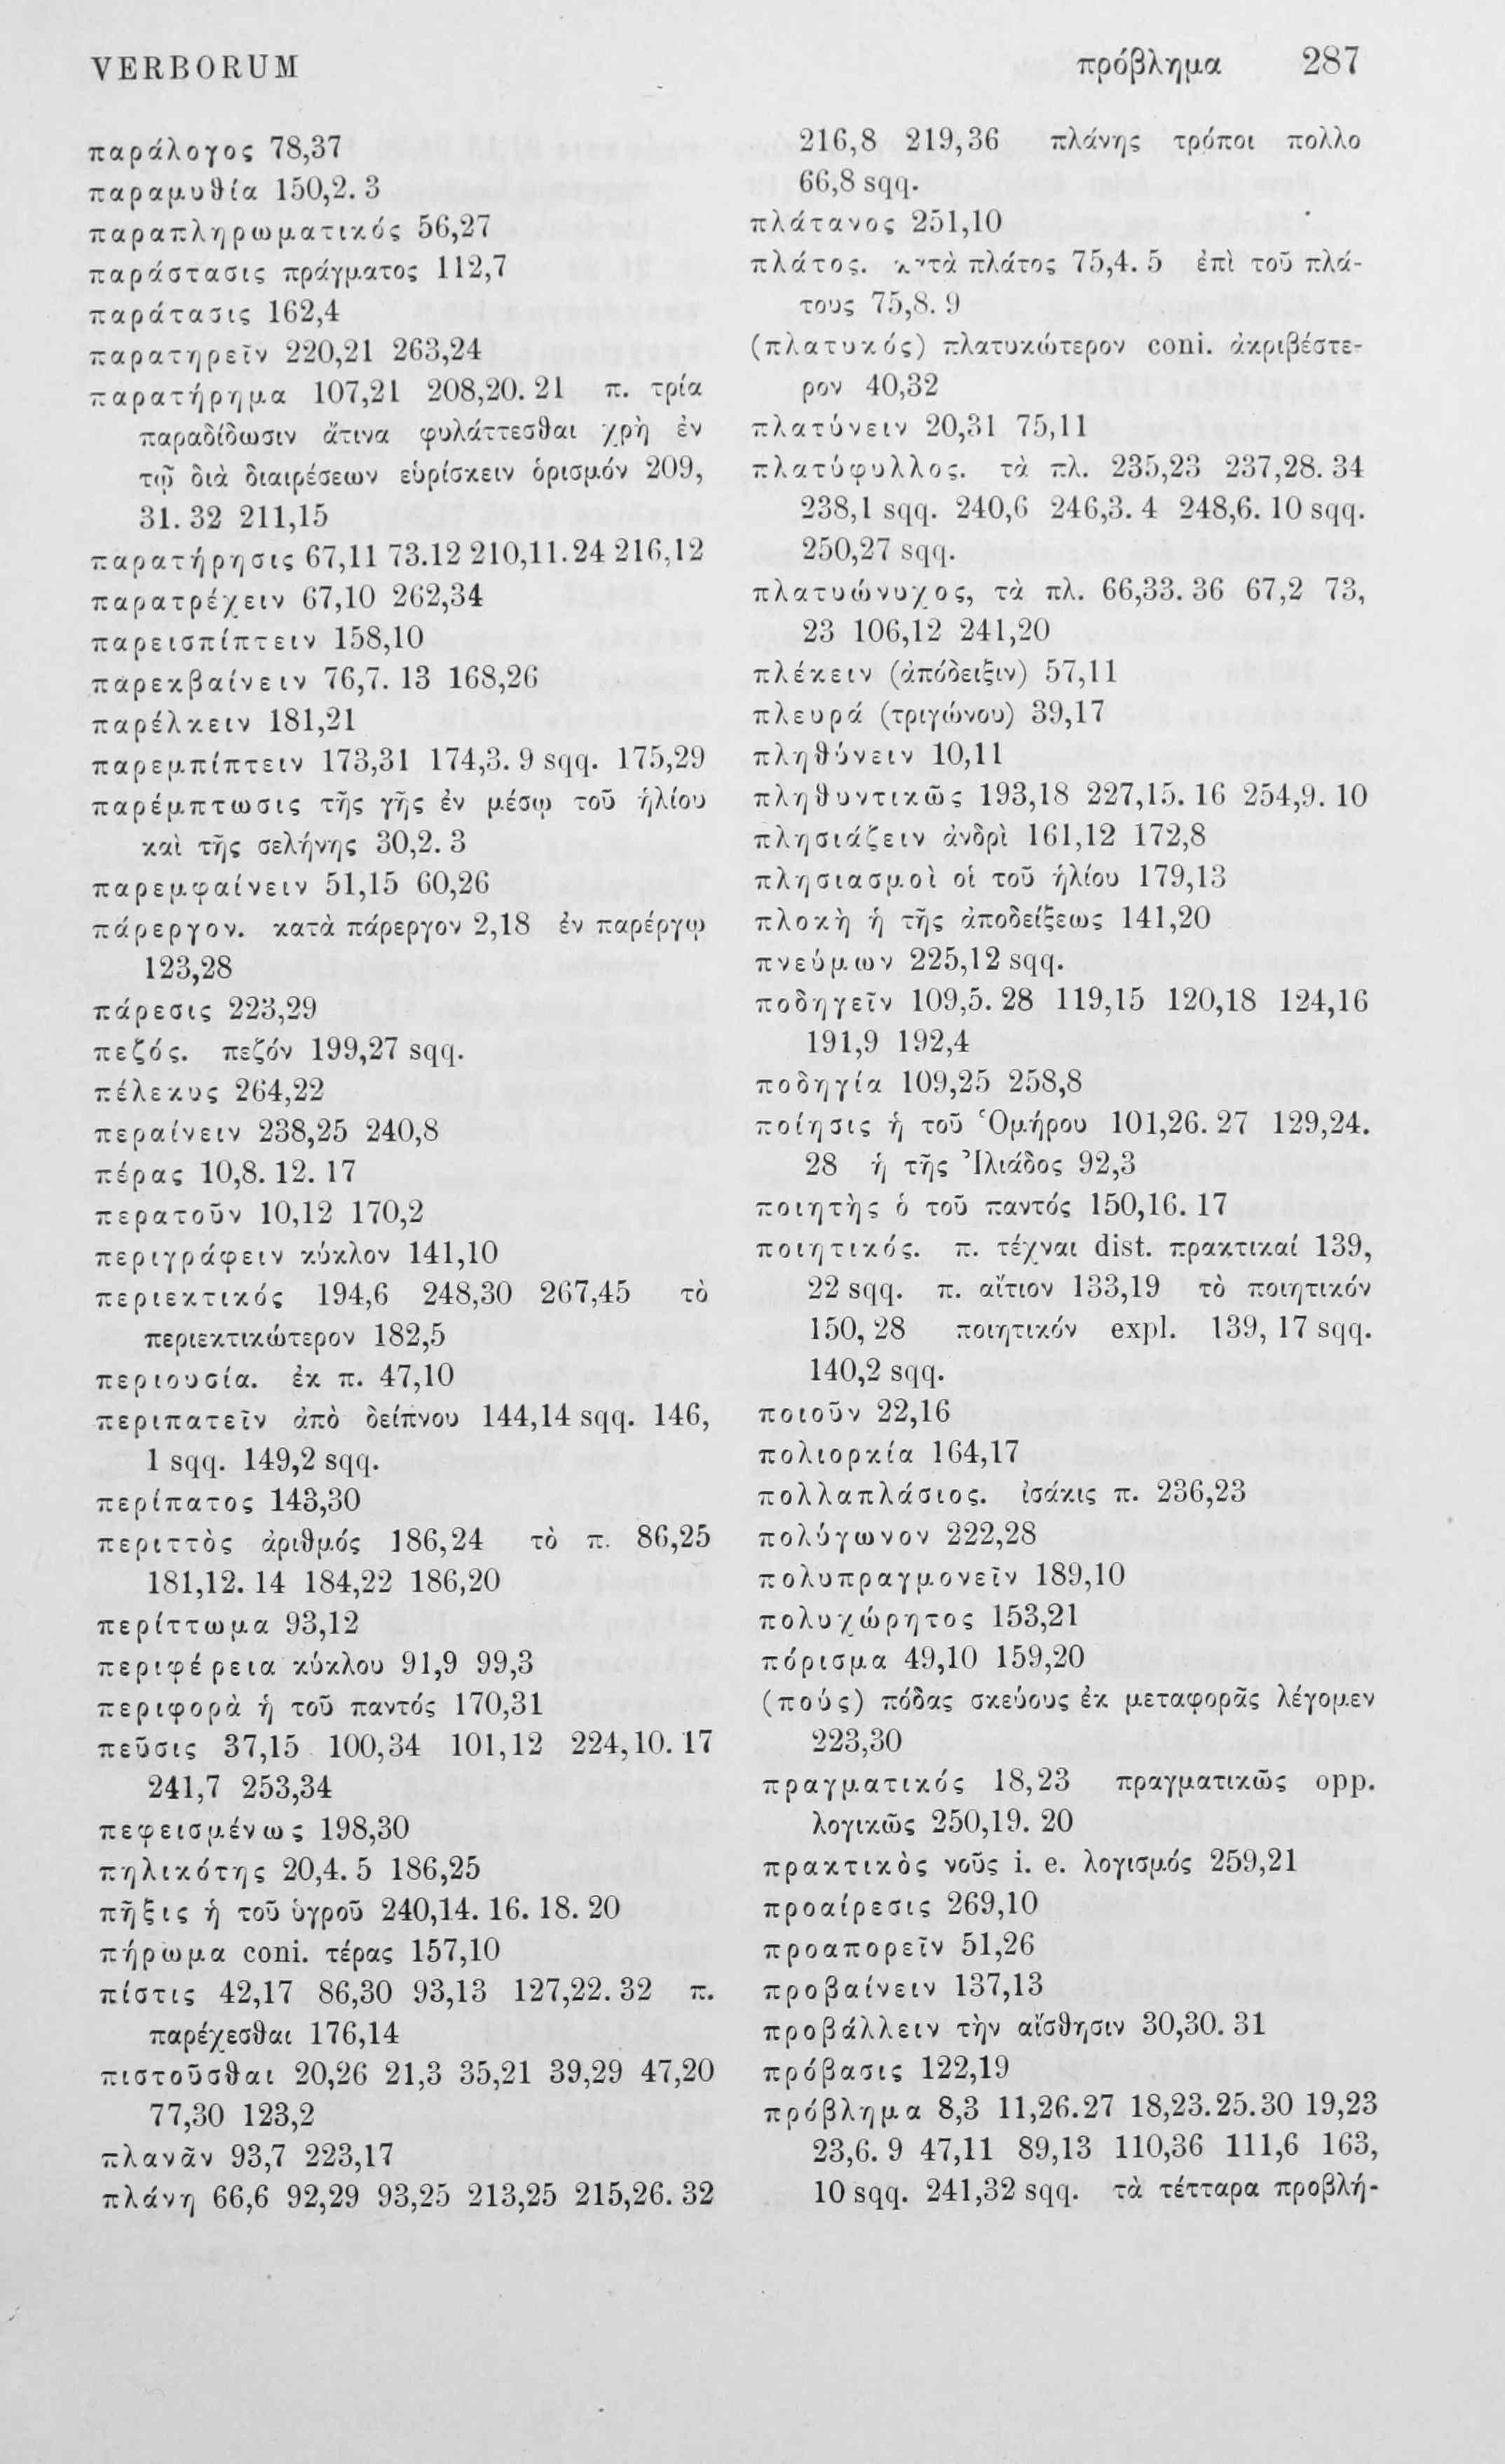 VERBORUM πρόβλημα 287
παράλογος 78,37
παραμυθία 150,2. 3
παραπληρωματικός 56,27
παράστασις πράγματος 112,7
παράτασις 162,4
παρατηρεῖν 220,21 263,24
παρατήρημα 107,21 208,20. 21 π. τρία
παραδίδωσιν ἅτινα φυλάττεσθαι χρὴ ἐν
τῷ διὰ διαιρέσεων εὑρίσκειν ὁρισμόν 209,
31. 32 211,15
παρατήρησις 67,11 73.12 210,11. 24 216,12
παρατρέχειν 67,10 262,34
παρεισπίπτειν 158,10
παρεκβαίνειν 76,7. 13 168,26
παρέλκειν 181,21
παρεμπίπτειν 173,31 174,3. 9 sqq. 175,29
παρέμπτωσις τῆς γῆς ἐν μέσῳ τοῦ ἡλίου
καὶ τῆς σελήνης 30,2. 3
παρεμφαίνειν 51,15 60,26
πάρεργον. κατὰ πάρεργον 2,18 ἐν παρέργῳ
123,28
πάρεσις 223,29
πεζός. πεζόν 199,27 sqq.
πέλεκυς 264,22
περαίνειν 238,25 240,8
πέρας 10,8. 12. 17
περατοῦν 10,12 170,2
περιγράφειν κύκλον 141,10
περιεκτικός 194,6 248,30 267,45 τὸ
περιεκτικώτερον 182,5
περιουσία. ἐκ π. 47,10
περιπατεῖν ἀπὸ δείπνου 144,14 sqq. 146,
1 sqq. 149,2 sqq.
περίπατος 143,30
περιττὸς ἀριθμός 186,24 τὸ π. 86,25
181,12. 14 184,22 186,20
περίττωμα 93,12
περιφέρεια κύκλου 91,9 99,3
περιφορὰ ἡ τοῦ παντός 170,31
πεῦσις 37,15 100,34 101,12 224,10. 17
241,7 253,34
πεφεισμένως 198,30
πηλικότης 20,4. 5 186,25
πῆξις ἡ τοῦ ὑγροῦ 240,14. 16. 18. 20
πήρωμα coni. τέρας 157,10
πίστις 42,17 86,30 93,13 127,22. 32 π.
παρέχεσθαι 176,14
πιστοῦσθαι 20,26 21,3 35,21 39,29 47,20
77,30 123,2
πλανᾶν 93,7 223,17
πλάνη 66,6 92,29 93,25 213,25 215,26. 32
216,8 219,36 πλάνης τρόποι πολλο
66,8 sqq.
πλάτανος 251,10
πλάτος. κατὰ πλάτος 75,4. 5 ἐπὶ τοῦ πλά-
τους 75,8. 9
(πλατυκός) πλατυκώτερον coni. ἀκριβέστε-
ρον 40,32
πλατύνειν 20,31 75,11
πλατύφυλλος. τὰ πλ. 235,23 237,28. 34
238,1 sqq. 240,6 246,3. 4 248,6. 10 sqq.
250,27 sqq.
πλατυώνυχος, τὰ πλ. 66,33. 36 67,2 73,
23 106,12 241,20
πλέκειν (ἀπόδειξιν) 57,11
πλευρά (τριγώνου) 39,17
πληθύνειν 10,11
πληθυντικῶς 193,18 227,15. 16 254,9. 10
πλησιάζειν ἀνδρὶ 161,12 172,8
πλησιασμοὶ οἱ τοῦ ἡλίου 179,13
πλοκὴ ἡ τῆς ἀποδείξεως 141,20
πνεύμων 225,12 sqq.
ποδηγεῖν 109,5. 28 119,15 120,18 124,16
191,9 192,4
ποδηγία 109,25 258,8
ποίησις ἡ τοῦ Ὁμήρου 101,26. 27 129,24.
28 ἡ τῆς Ἰλιάδος 92,3
ποιητὴς ὁ τοῦ παντός 150,16. 17
ποιητικός. π. τέχναι dist. πρακτικαί 139,
22 sqq. π. αἴτιον 133,19 τὸ ποιητικόν
150, 28 ποιητικόν expl. 139, 17 sqq.
140,2 sqq.
ποιοῦν 22,16
πολιορκία 164,17
πολλαπλάσιος. ἰσάκις π. 236,23
πολύγωνον 222,28
πολυπραγμονεῖν 189,10
πολυχώρητος 153,21
πόρισμα 49,10 159,20
(πούς) πόδας σκεύους ἐκ μεταφορᾶς λέγομεν
223,30
πραγματικός 18,23 πραγματικῶς opp.
λογικῶς 250,19. 20
πρακτικὸς νοῦς i. e. λογισμός 259,21
προαίρεσις 269,10
προαπορεῖν 51,26
προβαίνειν 137,13
προβάλλειν τὴν αἴσθησιν 30,30. 31
πρόβασις 122,19
πρόβλημα 8,3 11,26.27 18,23.25.30 19,23
23,6. 9 47,11 89,13 110,36 111,6 163,
10 sqq. 241,32 sqq. τὰ τέτταρα προβλή-